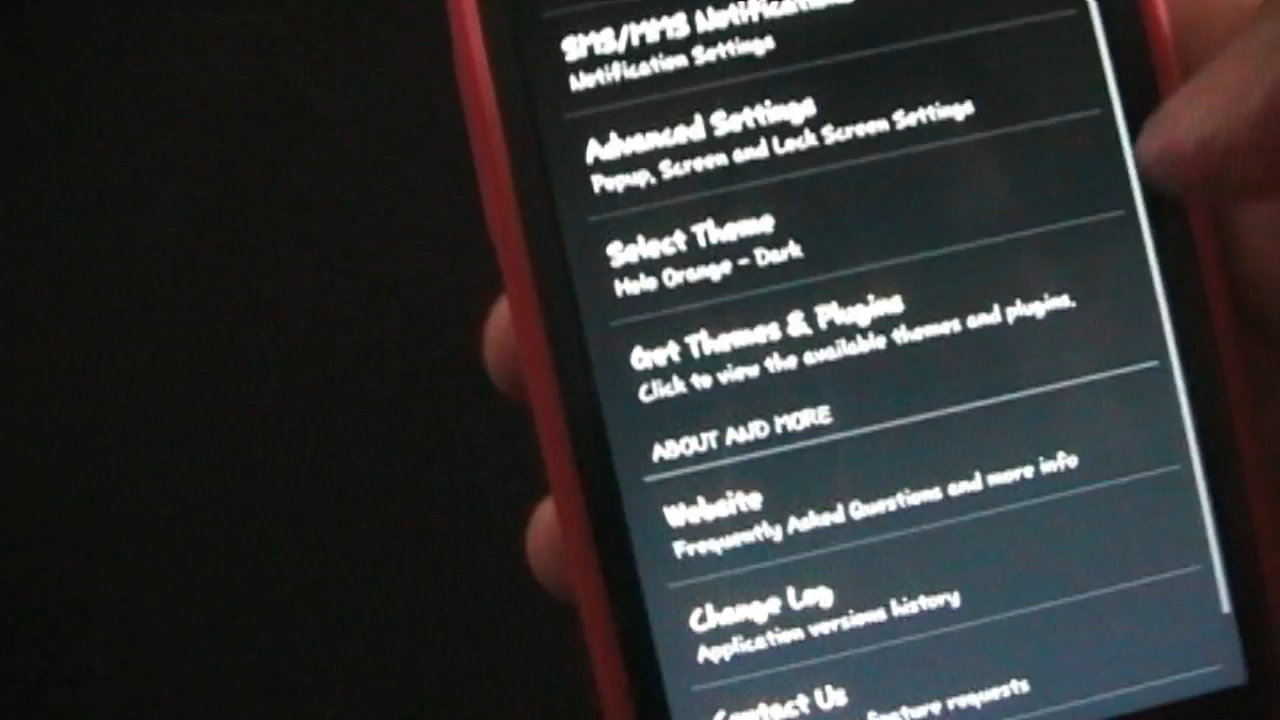 SMS/MMS Notifications
Notification Settings
Advanced Settings
Popup, Screen and Lock Screen Settings
Select Theme
Holo Orange - Dark
Get Themes & Plugins
Click to view the available themes and plugins.
ABOUT AND MORE
Website
Frequently Asked Questions and more info
Change Log
Application versions history
Contact Us
feature requests